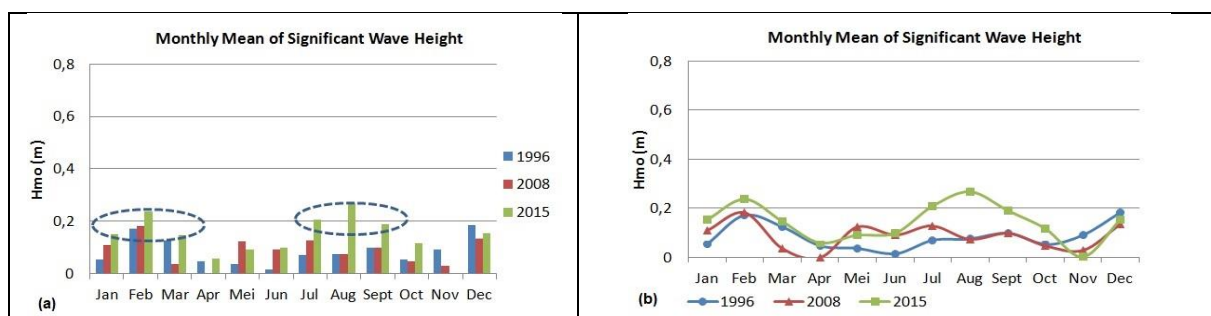 Monthly Mean of Significant Wave Height
0,8
0,6
0,4
0,2
0
Hmo (m)
1996
2008
2015
Jan Feb Mar Apr Mei Jun Jul Aug Sept Oct Nov Dec
(a)
Monthly Mean of Significant Wave Height
0,8
0,6
0,4
0,2
0
Hmo (m)
Jan Feb Mar Apr Mei Jun Jul Aug Sept Oct Nov Dec
(b) 1996 2008 2015